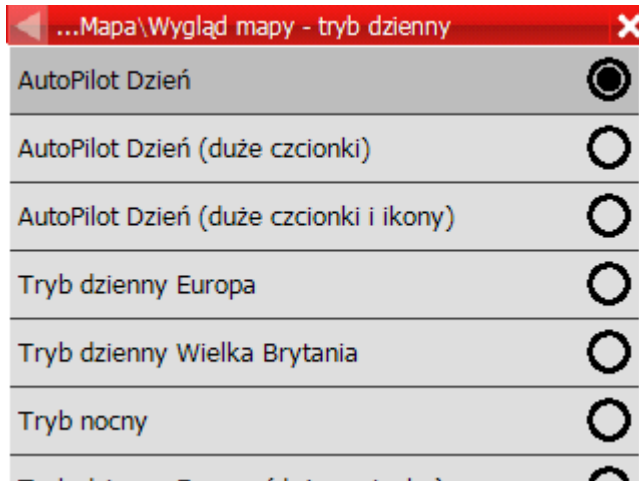 ...Mapa\Wygląd mapy - tryb dzienny
AutoPilot Dzień
AutoPilot Dzień (duże czcionki)
AutoPilot Dzień (duże czcionki i ikony)
Tryb dzienny Europa
Tryb dzienny Wielka Brytania
Tryb nocny